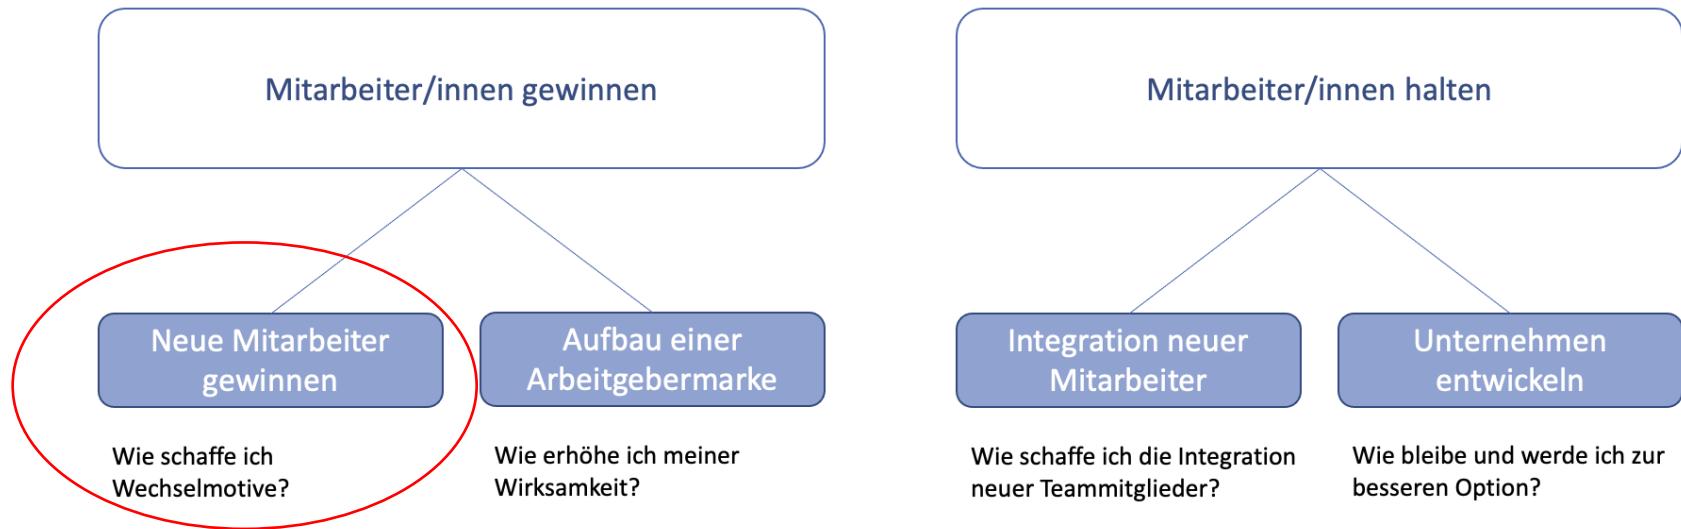 Mitarbeiter/innen gewinnen
Mitarbeiter/innen halten
Neue Mitarbeiter
gewinnen
Aufbau einer
Arbeitgebermarke
Integration neuer
Mitarbeiter
Unternehmen
entwickeln
Wie schaffe ich
Wechselmotive?
Wie erhöhe ich meiner
Wirksamkeit?
Wie schaffe ich die Integration
neuer Teammitglieder?
Wie bleibe und werde ich zur
besseren Option?